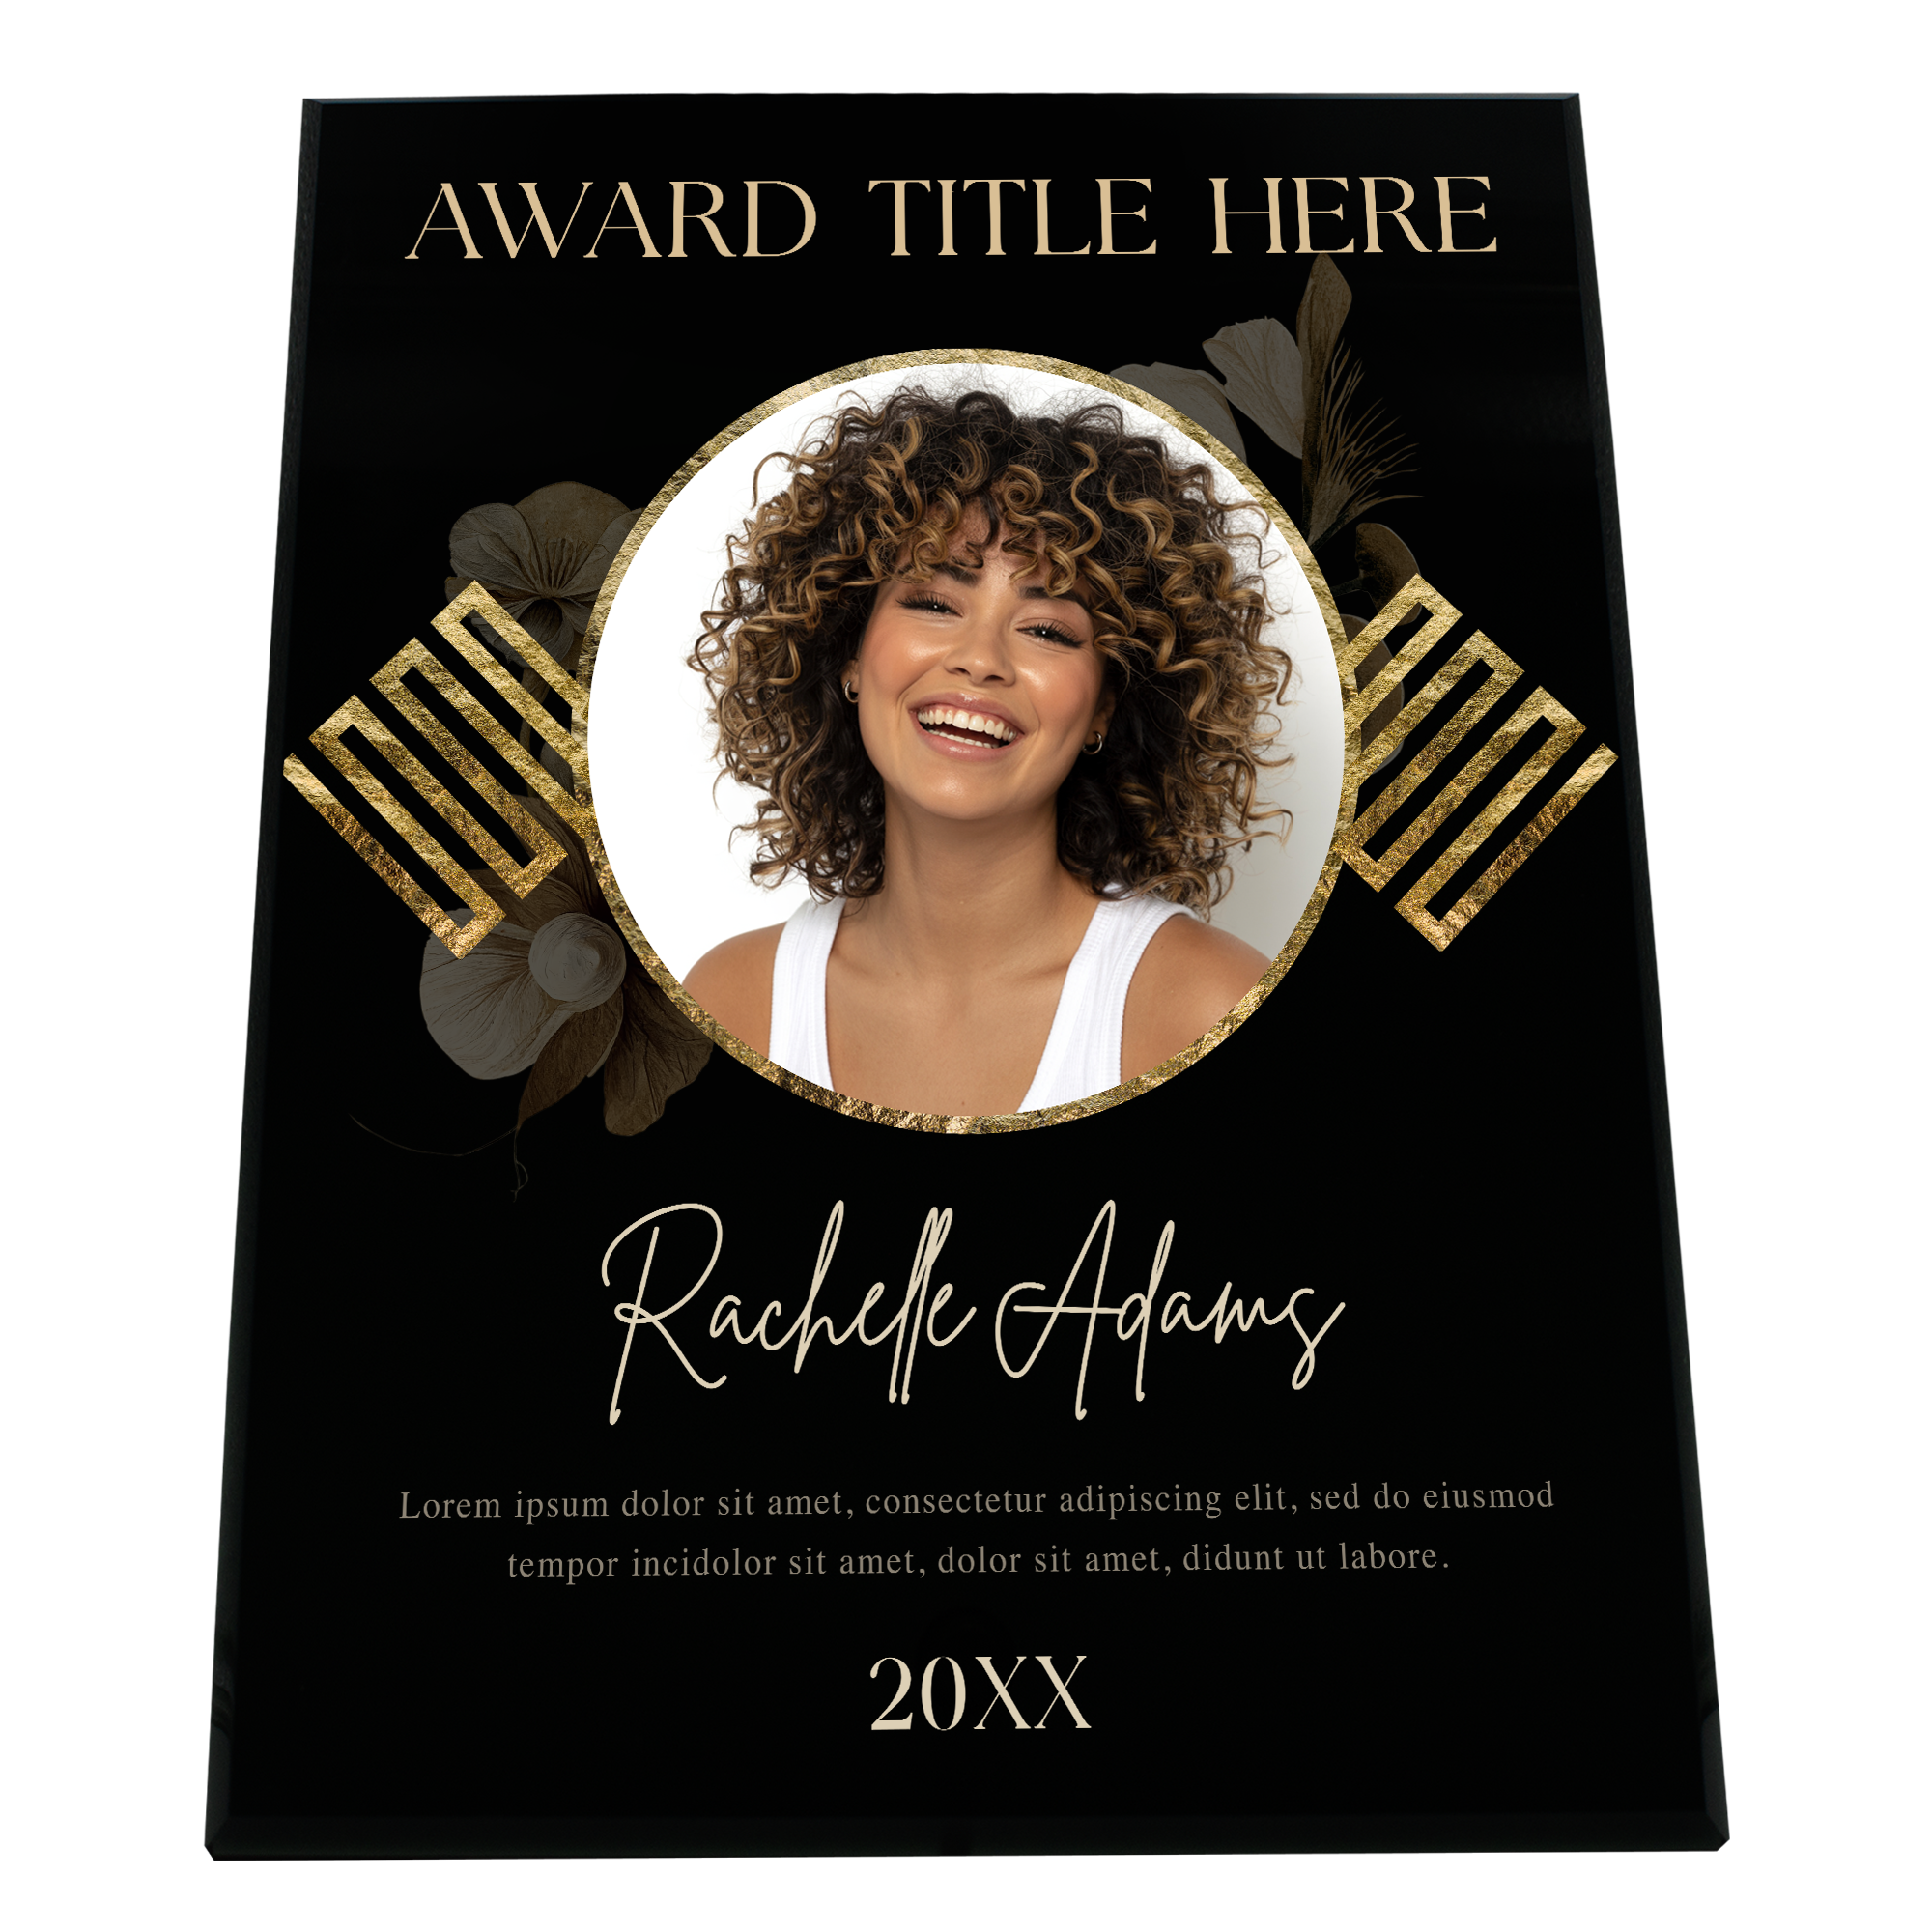 AWARD TITLE HERE
Rachelle Adams
Lorem ipsum dolor sit amet, consectetur adipiscing elit, sed do eiusmod
tempor incididolor sit amet, dolor sit amet, didunt ut labore.
20XX